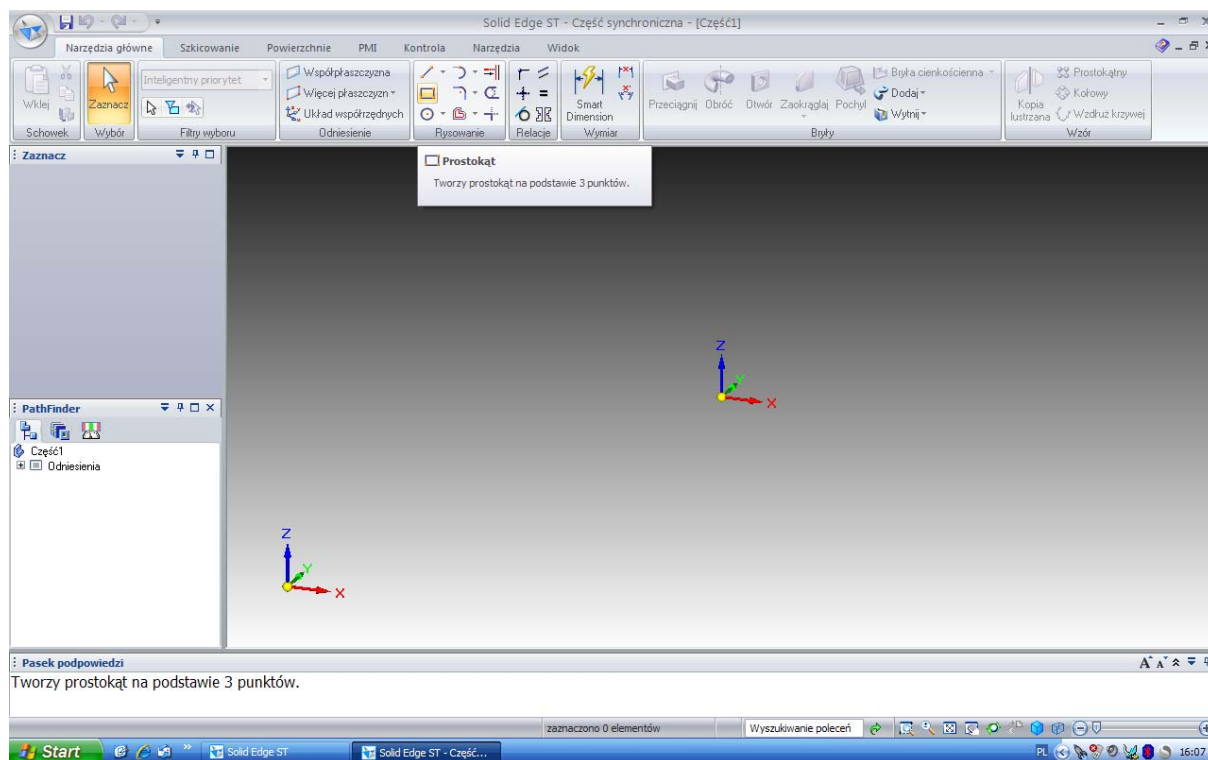 Solid Edge ST - Część synchroniczna - [Część1]
Narzędzia główne Szkicowanie Powierzchnie PMI Kontrola Narzędzia Widok
Wklej
Schowek
Zaznacz
Wybór
Inteligentny priorytet
Filtry wyboru
Współpłaszczyzna
Więcej płaszczyzn
Układ współrzędnych
Odniesienie
Rysowanie
Relacje
Smart Dimension
Wymiar
Przeciągnij Obróć Otwór Zaokrąglaj Pochyl
Bryła cienkościenna
Dodaj
Wytnij
Bryły
Kopia lustrzana
Prostokątny
Kołowy
Wzdłuż krzywej
Wzór
Zaznacz
Prostokąt
Tworzy prostokąt na podstawie 3 punktów.
Z
Y
X
PathFinder
Część1
Odniesienia
Z
Y
X
Pasek podpowiedzi
Tworzy prostokąt na podstawie 3 punktów.
zaznaczono 0 elementów
Wyszukiwanie poleceń
Start
Solid Edge ST
Solid Edge ST - Część...
PL
16:07